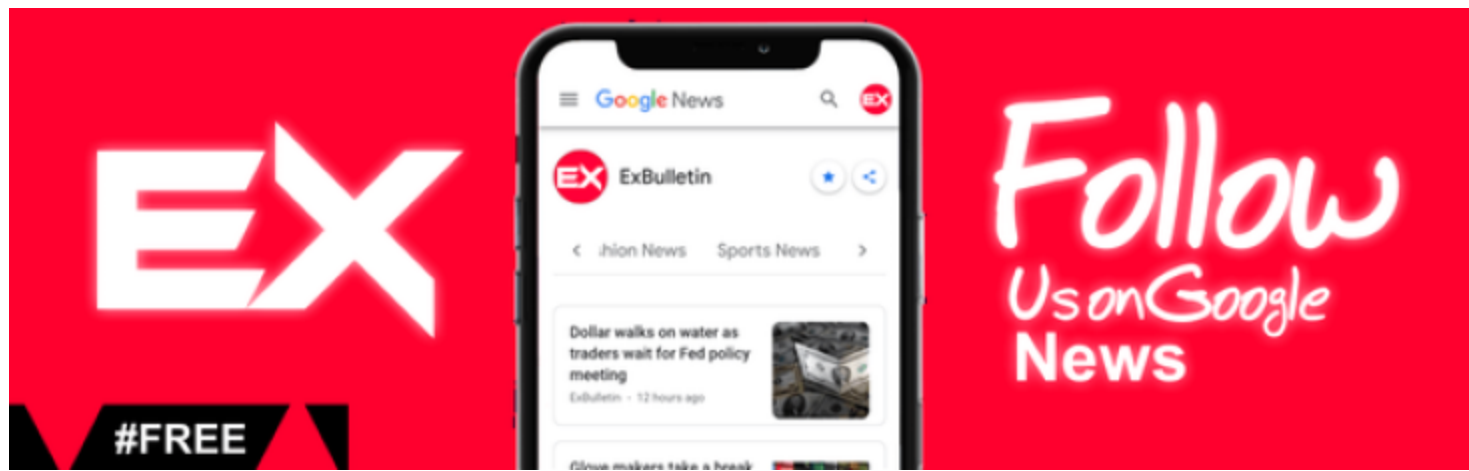 EX
#FREE
Google News
EX
EX
ExBulletin
hion News
Sports News
Dollar walks on water as
traders wait for Fed policy
meeting
ExBulletin - 12 hours ago
Glove makers take a break
Follow
Us on Google
News